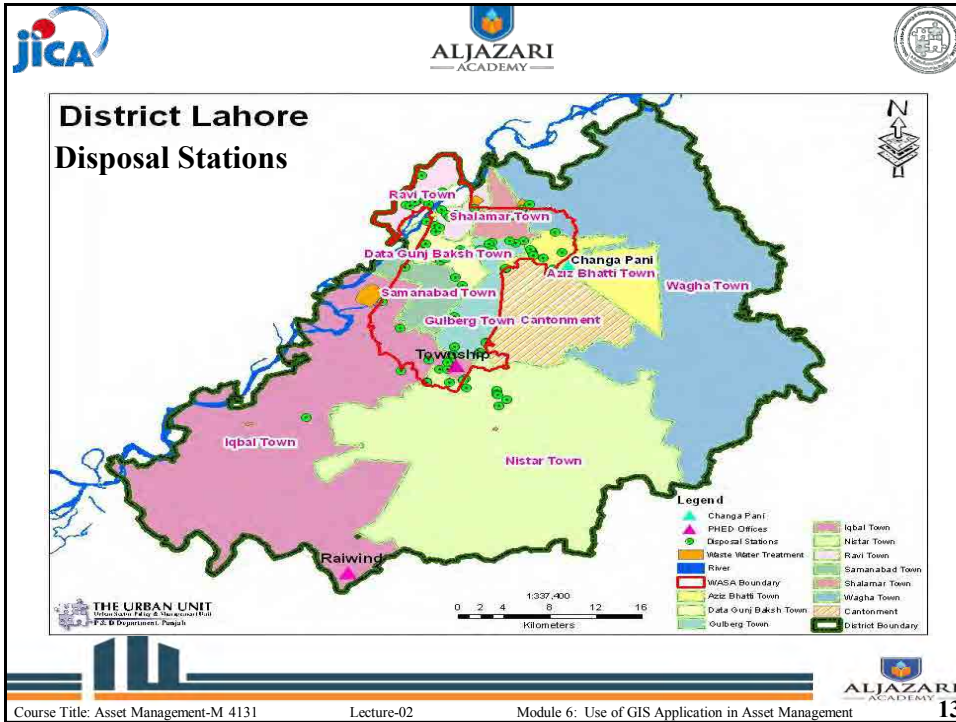 JICA
ALJAZARI
ACADEMY
District Lahore
Disposal Stations
N
Ravi Town
Shalamar Town
Data Gunj Baksh Town
Changa Pani
Aziz Bhatti Town
Wagha Town
Samanabad Town
Gulberg Town
Cantonment
Township
Iqbal Town
Nistar Town
Raiwind
Legend
Changa Pani
PHED Offices
Disposal Stations
Waste Water Treatment
River
WASA Boundary
Aziz Bhatti Town
Data Gunj Baksh Town
Gulberg Town
Iqbal Town
Nistar Town
Ravi Town
Samanabad Town
Shalamar Town
Wagha Town
Cantonment
District Boundary
1:337,400
0 2 4 8 12 16
Kilometers
THE URBAN UNIT
P & D Department, Punjab
ALJAZARI
ACADEMY
Course Title: Asset Management-M 4131 Lecture-02 Module 6: Use of GIS Application in Asset Management 13